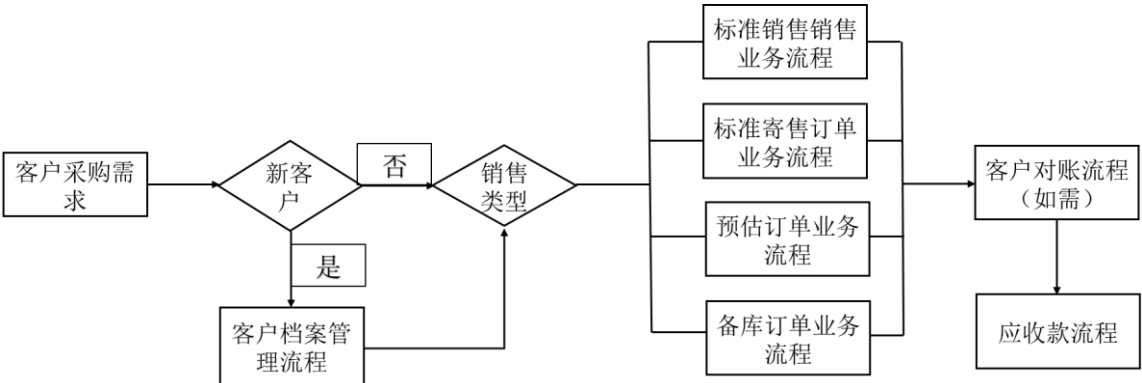 客户采购需
求
新客
户
否
是
客户档案管
理流程
销售
类型
标准销售销售
业务流程
标准寄售订单
业务流程
预估订单业务
流程
备库订单业务
流程
客户对账流程
（如需）
应收款流程